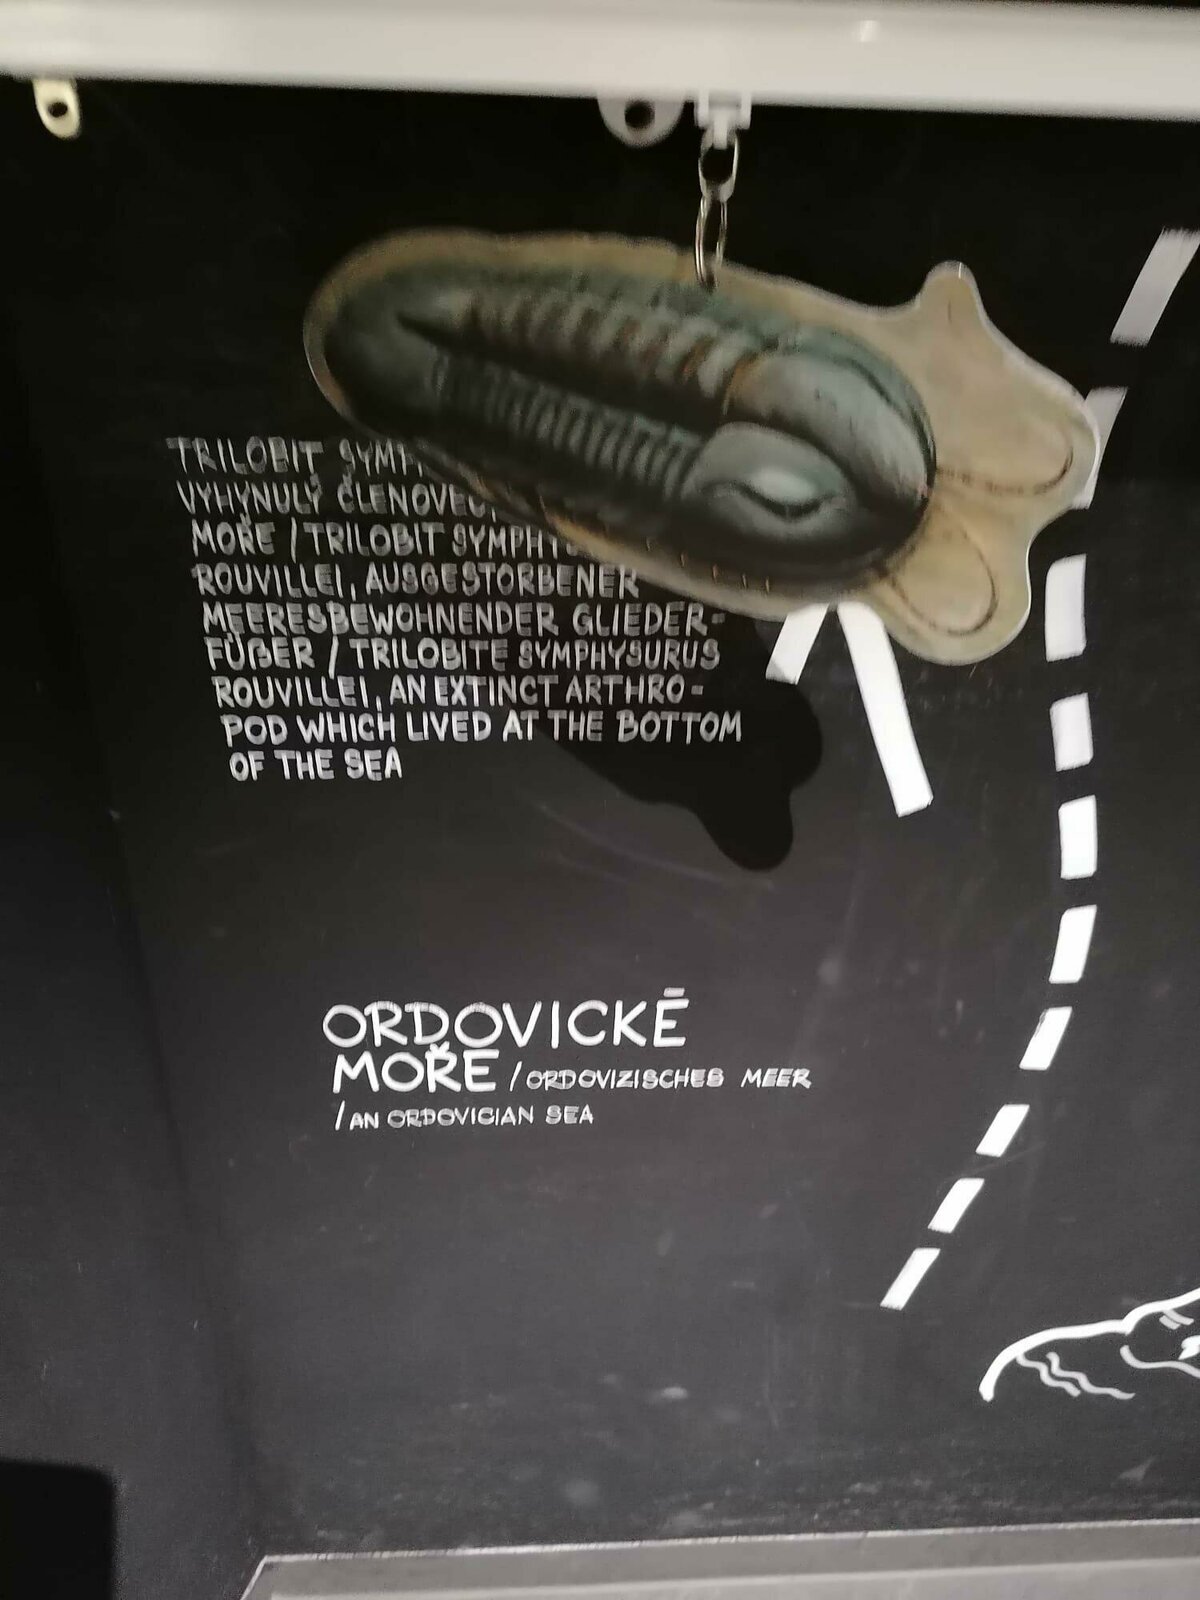 TRILOBIT
VYHYNULÝ
MOŘE / TRILOBIT
ROUVILLEI, AUSGESTORBENER
MEERESBEWOHNENDER GLIEDER-
FÜßER / TRILOBITE SYMPHYSURUS
ROUVILLEI, AN EXTINCT ARTHRO-
POD WHICH LIVED AT THE BOTTOM
OF THE SEA
ORDOVICKÉ
MOŘE / ORDOVIZISCHES MEER
/ AN ORDOVICIAN SEA